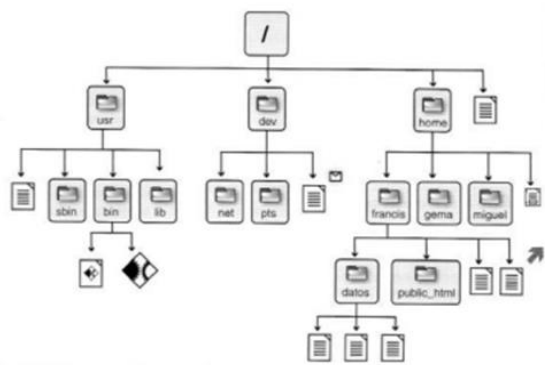 /
usr
dev
home
sbin
bin
lib
net
pts
francis
gema
miguel
datos
public_html